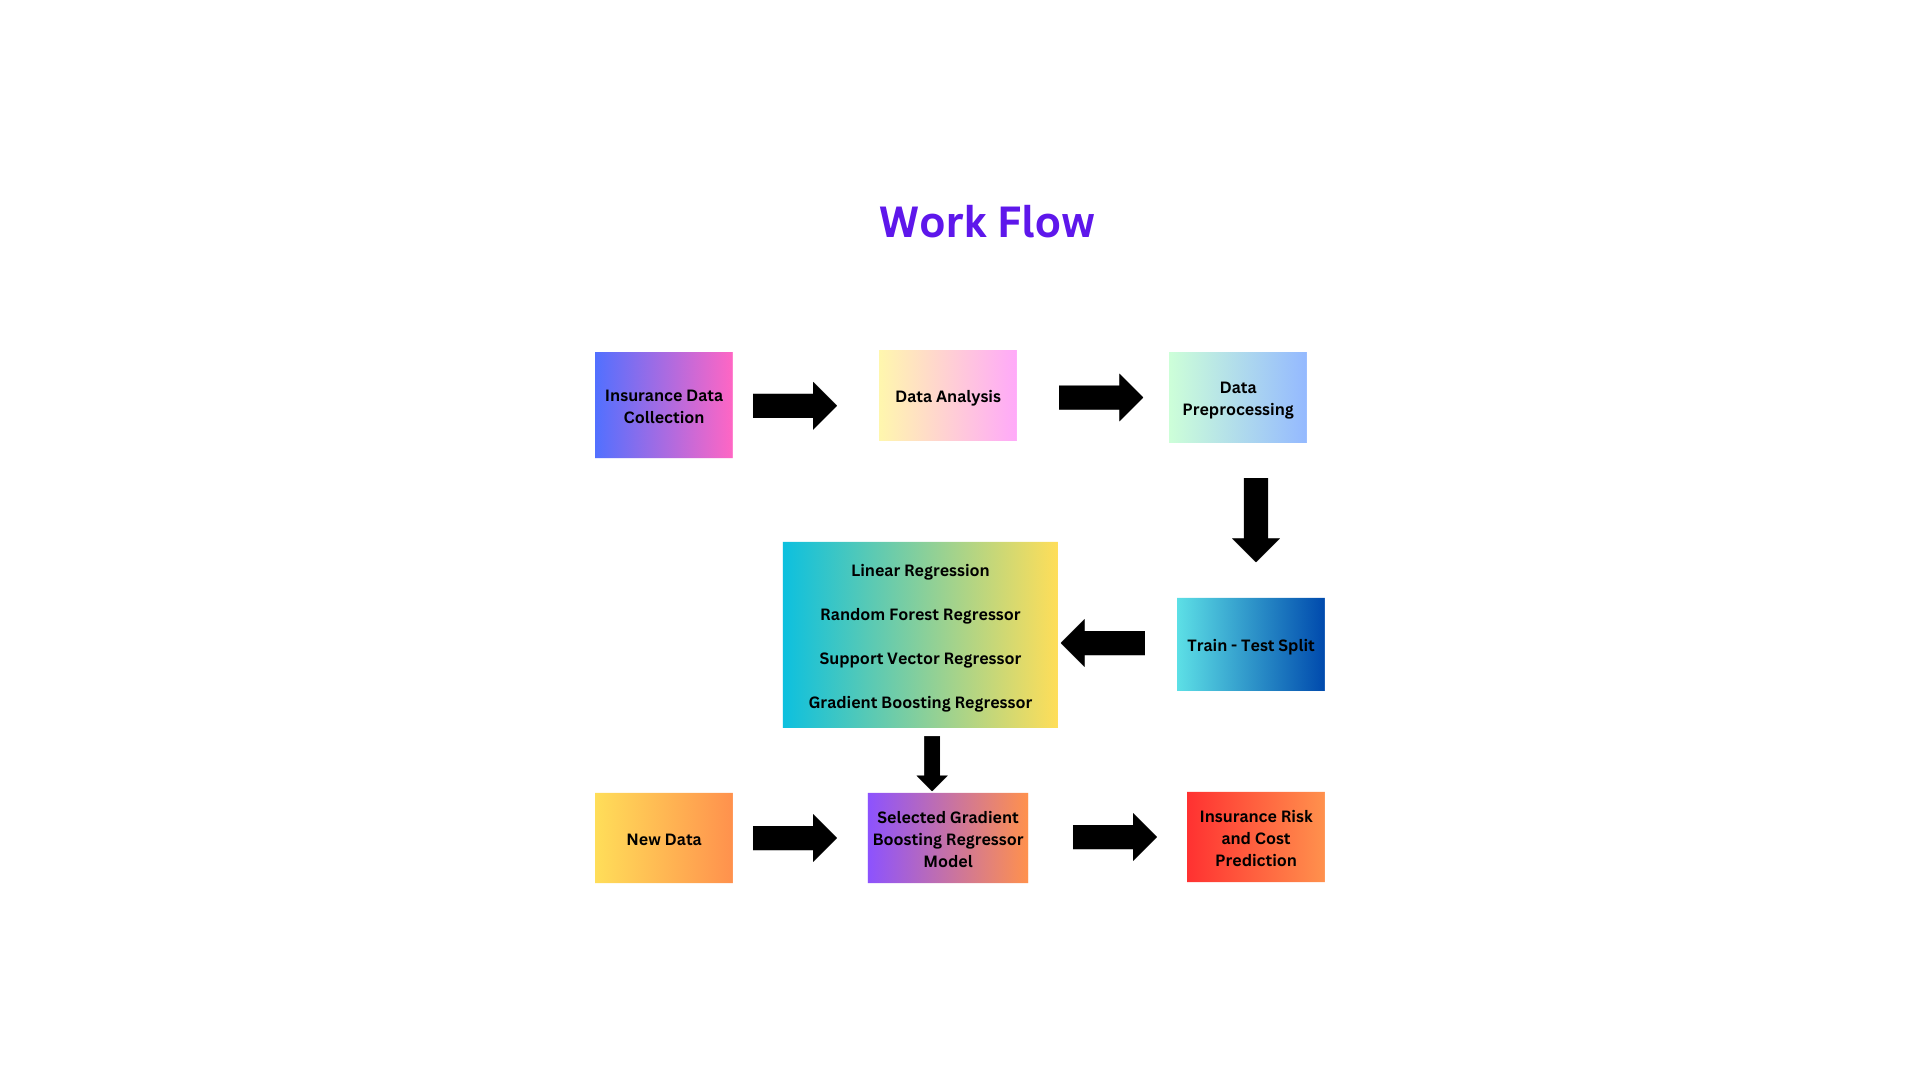 Work Flow
Insurance Data
Collection
Data Analysis
Data
Preprocessing
Train - Test Split
Linear Regression
Random Forest Regressor
Support Vector Regressor
Gradient Boosting Regressor
New Data
Selected Gradient
Boosting Regressor
Model
Insurance Risk
and Cost
Prediction